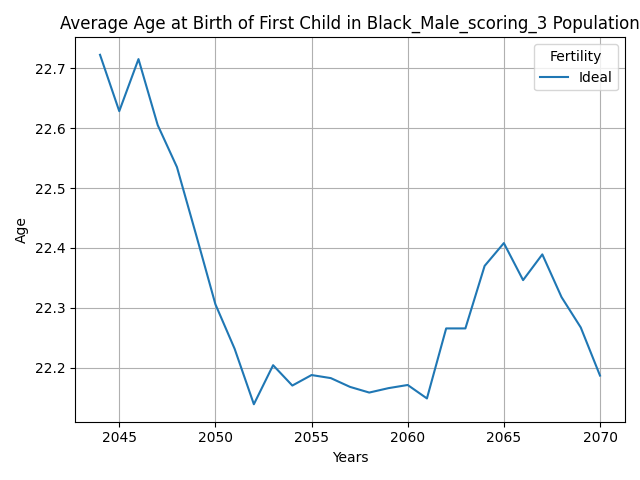 Average Age at Birth of First Child in Black_Male_scoring_3 Population
Fertility
Ideal
22.7
22.6
22.5
22.4
22.3
22.2
Age
2045 2050 2055 2060 2065 2070
Years